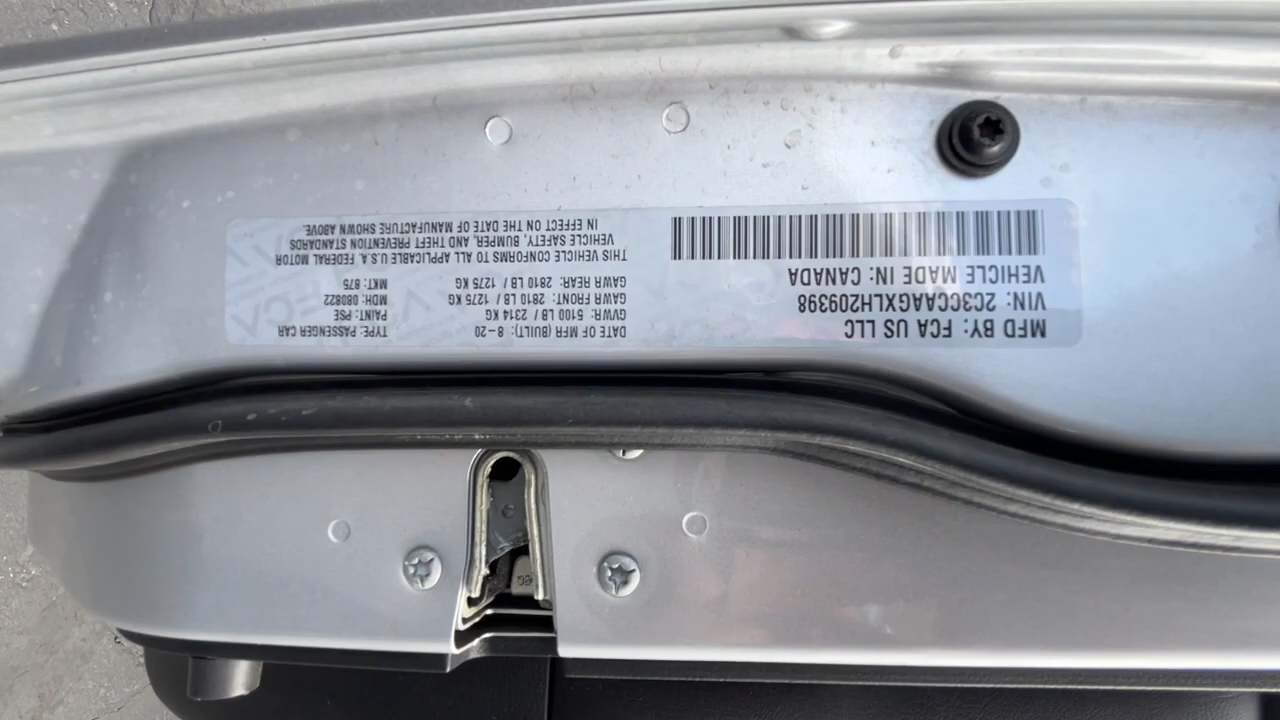 MFD BY: FCA US LLC
VIN: 2C3CCAAGXLH209398
VEHICLE MADE IN: CANADA
DATE OF MFR (BUILT): 8-20 TYPE: PASSENGER CAR
GVWR: 5100 LB / 2314 KG PAINT: PSE
GAWR FRONT: 2810 LB / 1275 KG MDH: 080822
GAWR REAR: 2810 LB / 1275 KG MKT: 875
THIS VEHICLE CONFORMS TO ALL APPLICABLE U.S.A. FEDERAL MOTOR
VEHICLE SAFETY, BUMPER, AND THEFT PREVENTION STANDARDS
IN EFFECT ON THE DATE OF MANUFACTURE SHOWN ABOVE.